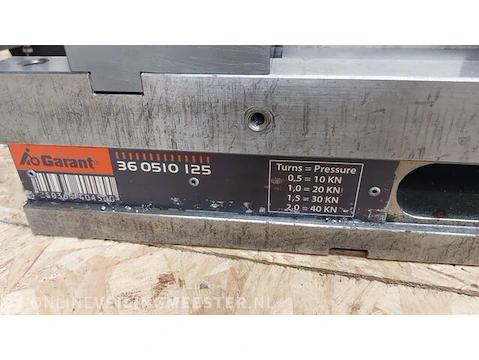 Garant®
36 0510 125
Turns = Pressure
0,5 = 10 KN
1,0 = 20 KN
1,5 = 30 KN
2,0 = 40 KN
ONLINEVEILINGMEESTER.NL